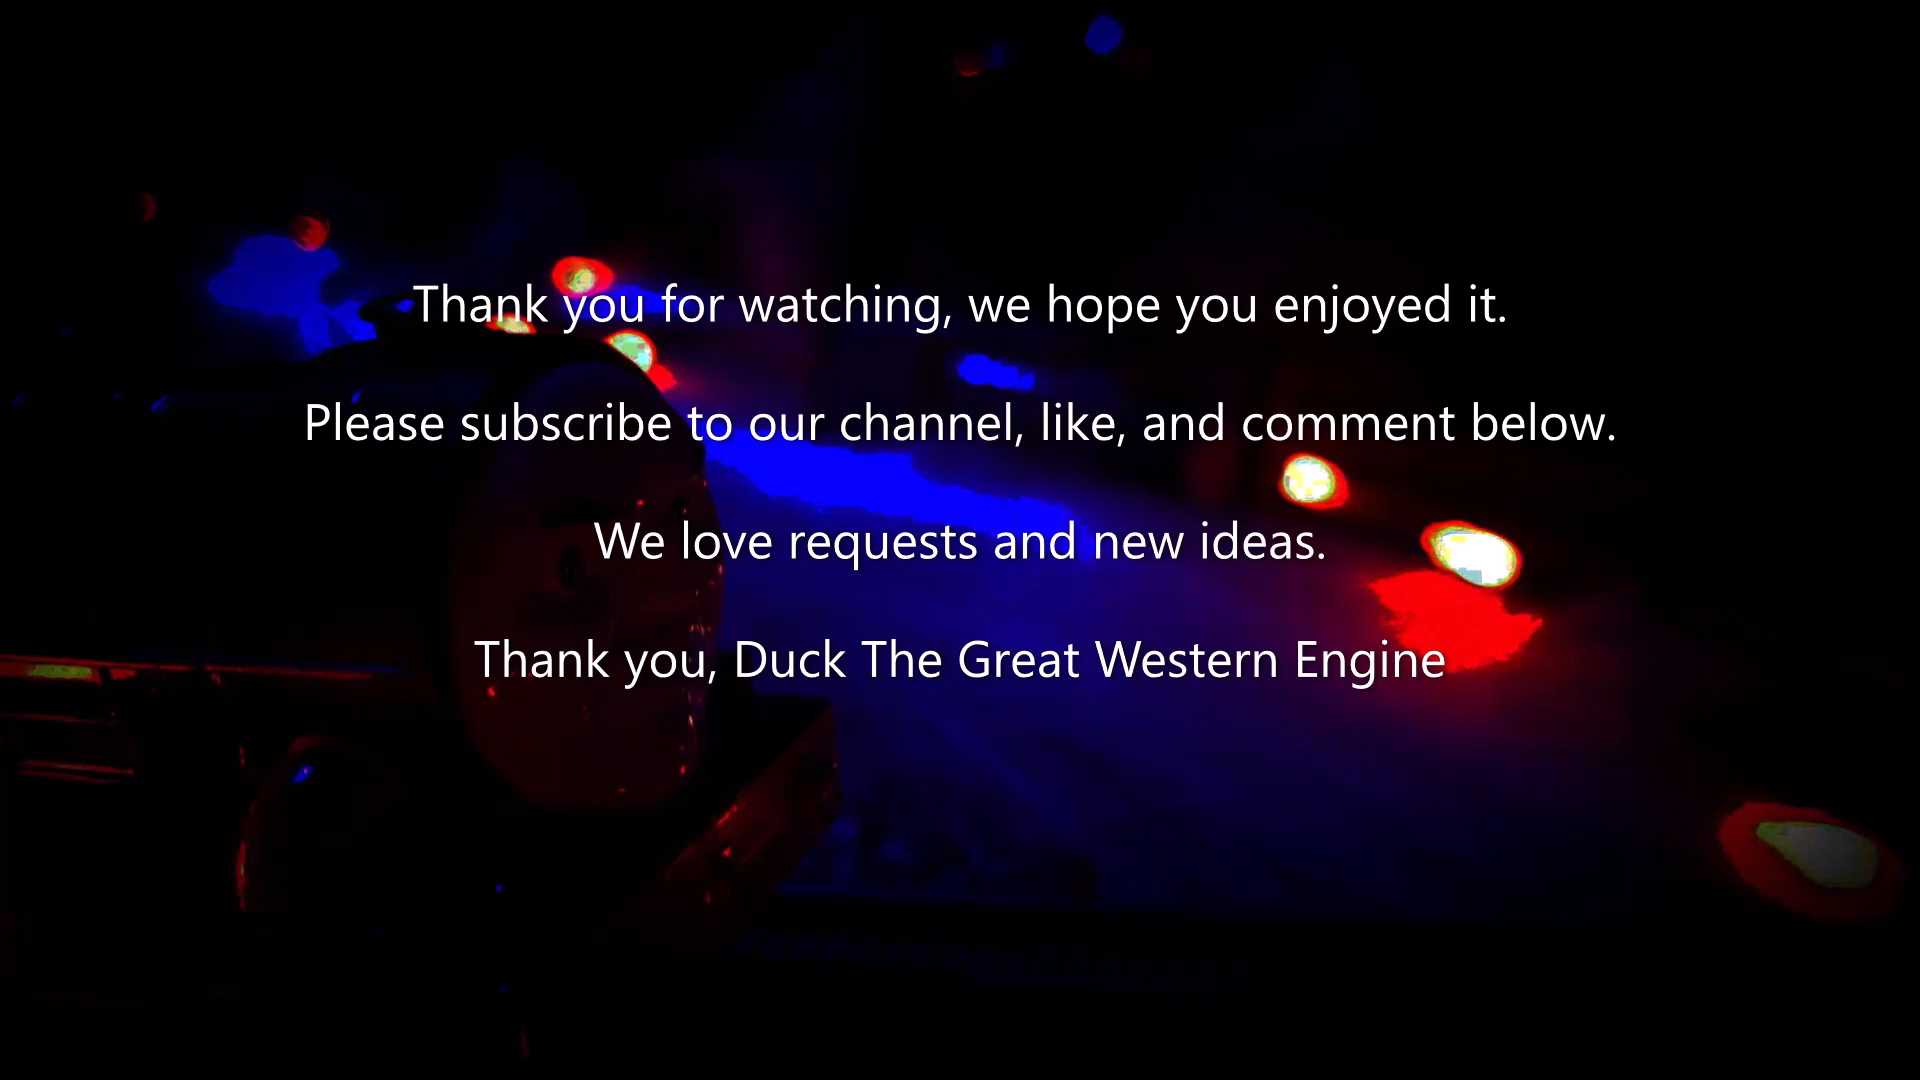 Thank you for watching, we hope you enjoyed it.
Please subscribe to our channel, like, and comment below.
We love requests and new ideas.
Thank you, Duck The Great Western Engine